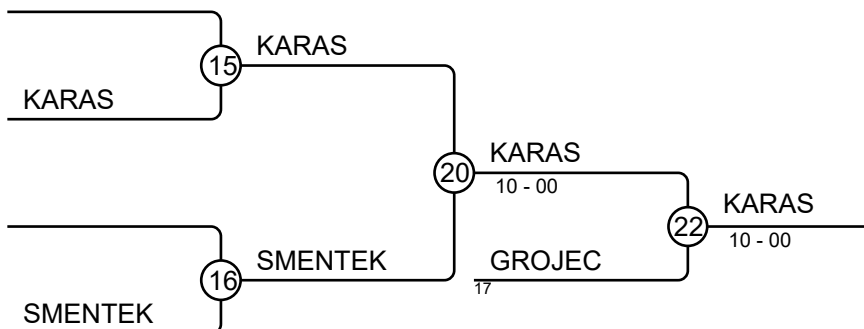 KARAS
15
KARAS
KARAS
20
10 - 00
KARAS
22
10 - 00
16
SMENTEK
GROJEC
17
SMENTEK